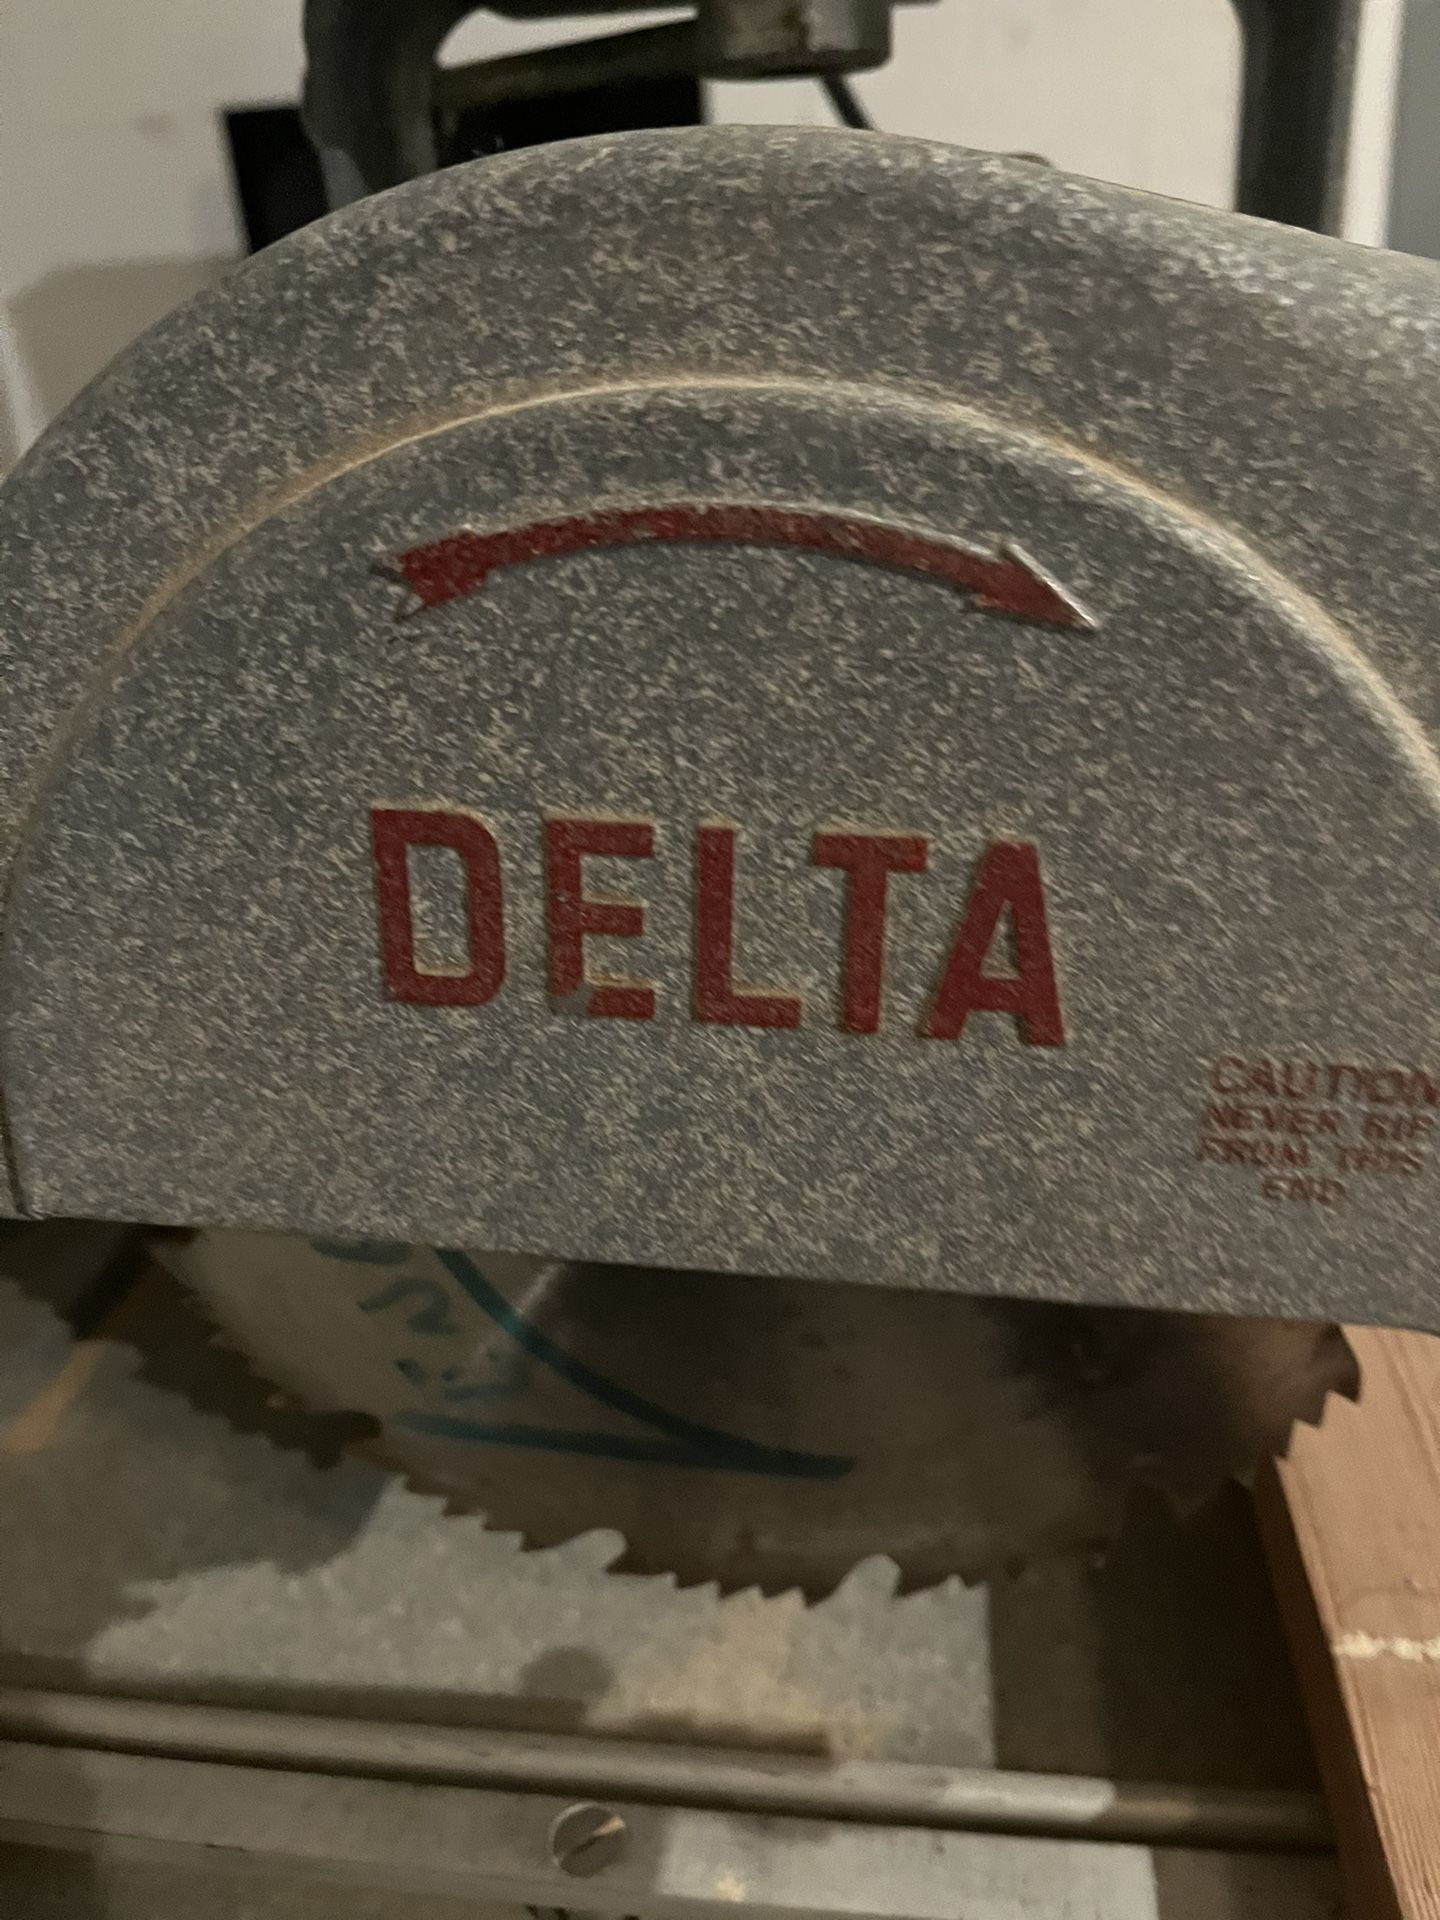 DELTA
CAUTION
NEVER RIP
FROM THIS
END